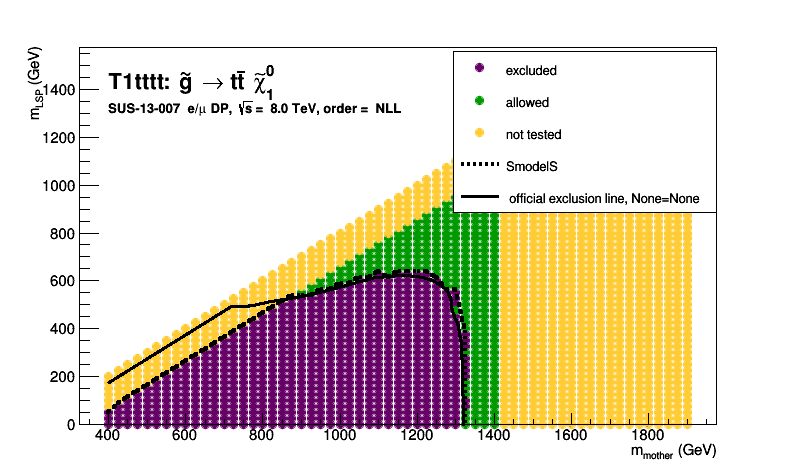 T1tttt: g̃ → tt̄ χ̃₁⁰
SUS-13-007 e/μ DP, √s = 8.0 TeV, order = NLL
excluded
allowed
not tested
SmodelS
official exclusion line, None=None
m_LSP (GeV)
1400
1200
1000
800
600
400
200
0
400 600 800 1000 1200 1400 1600 1800
m_mother (GeV)